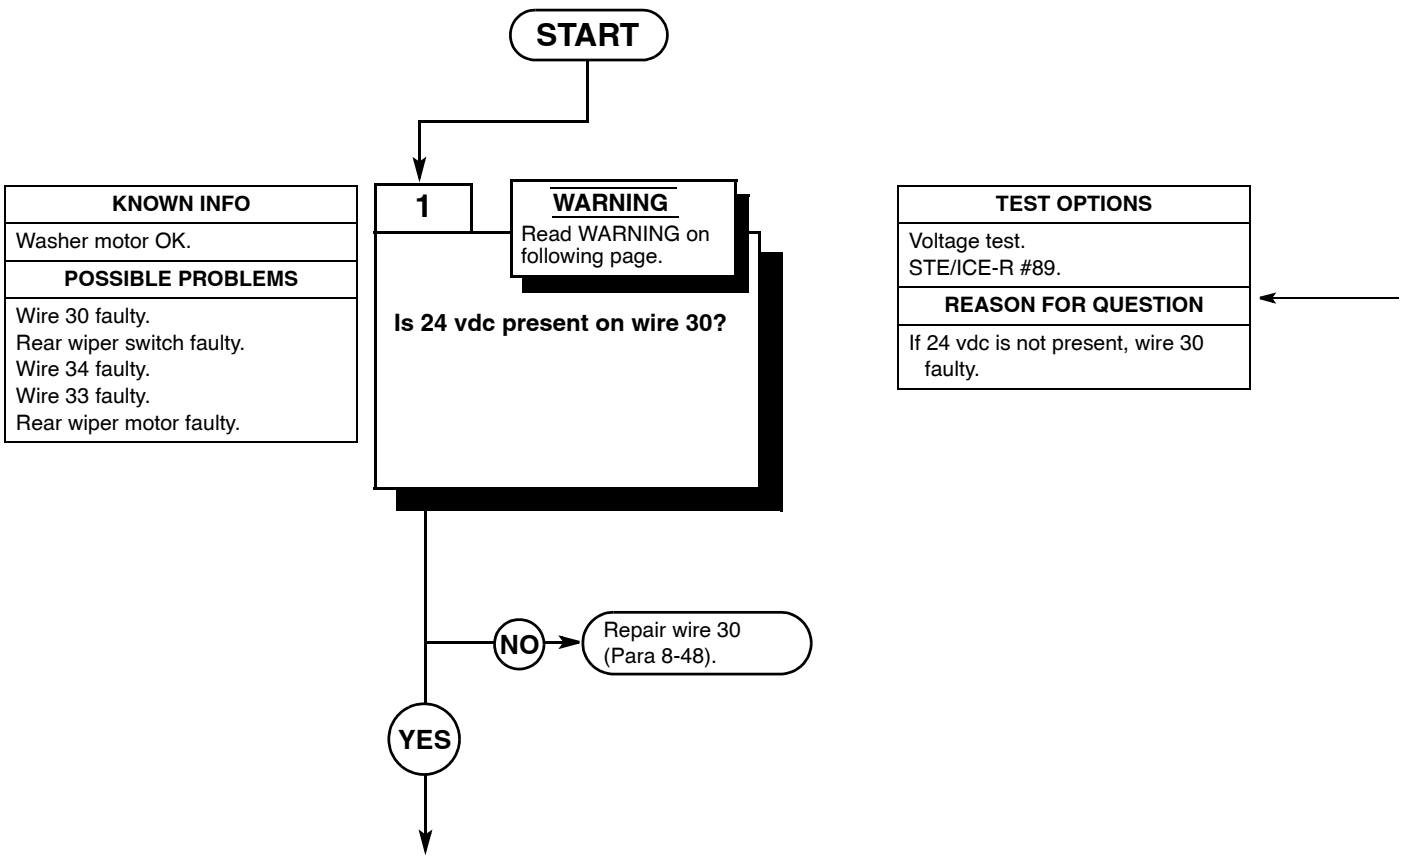 START
KNOWN INFO
Washer motor OK.
POSSIBLE PROBLEMS
Wire 30 faulty.
Rear wiper switch faulty.
Wire 34 faulty.
Wire 33 faulty.
Rear wiper motor faulty.
1
WARNING
Read WARNING on
following page.
Is 24 vdc present on wire 30?
TEST OPTIONS
Voltage test.
STE/ICE-R #89.
REASON FOR QUESTION
If 24 vdc is not present, wire 30
faulty.
NO
Repair wire 30
(Para 8-48).
YES